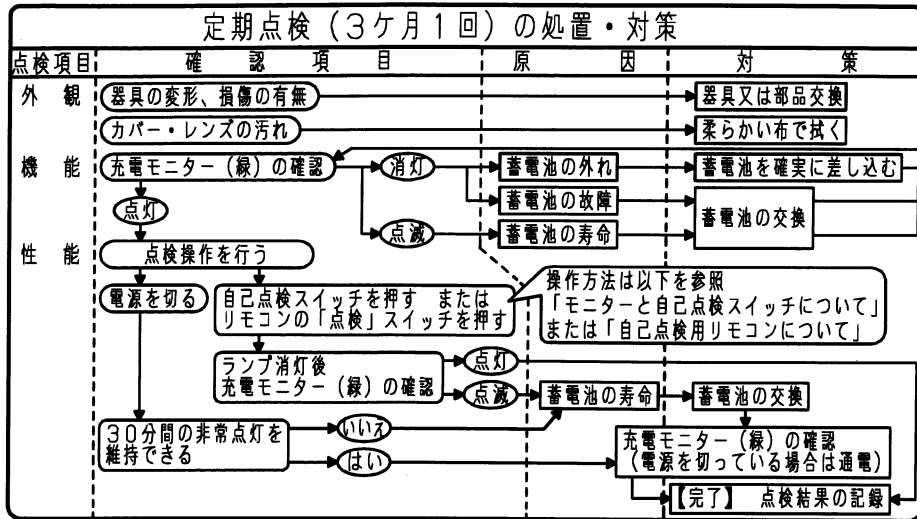 定期点検（３ケ月１回）の処置・対策
点検項目 確認項目 原因 対策
外観 器具の変形、損傷の有無 器具又は部品交換
カバー・レンズの汚れ 柔らかい布で拭く
機能 充電モニター（緑）の確認 消灯 蓄電池の外れ 蓄電池を確実に差し込む
点灯 蓄電池の故障 蓄電池の交換
点滅 蓄電池の寿命
性能 点検操作を行う
電源を切る
自己点検スイッチを押す または
リモコンの「点検」スイッチを押す
操作方法は以下を参照
「モニターと自己点検スイッチについて」
または「自己点検用リモコンについて」
ランプ消灯後
充電モニター（緑）の確認
点灯
点滅 蓄電池の寿命 蓄電池の交換
３０分間の非常点灯を
維持できる
いいえ
はい
充電モニター（緑）の確認
（電源を切っている場合は通電）
【完了】 点検結果の記録